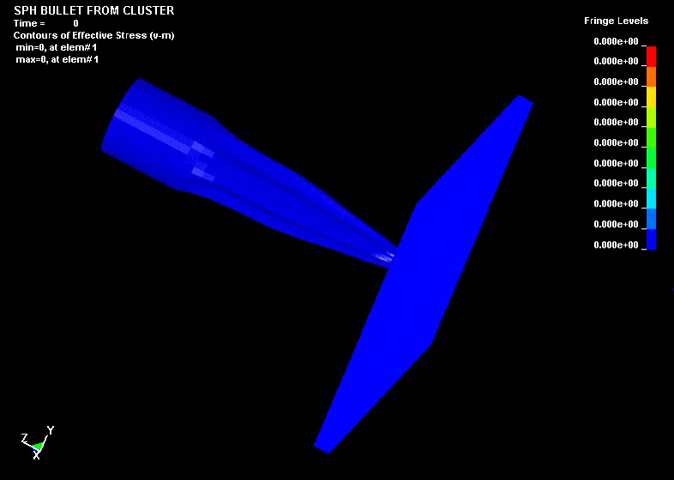 SPH BULLET FROM CLUSTER
Time = 0
Contours of Effective Stress (v-m)
min=0, at elem#1
max=0, at elem#1
Fringe Levels
0.000e+00
0.000e+00
0.000e+00
0.000e+00
0.000e+00
0.000e+00
0.000e+00
0.000e+00
0.000e+00
0.000e+00
0.000e+00
Y
Z
X